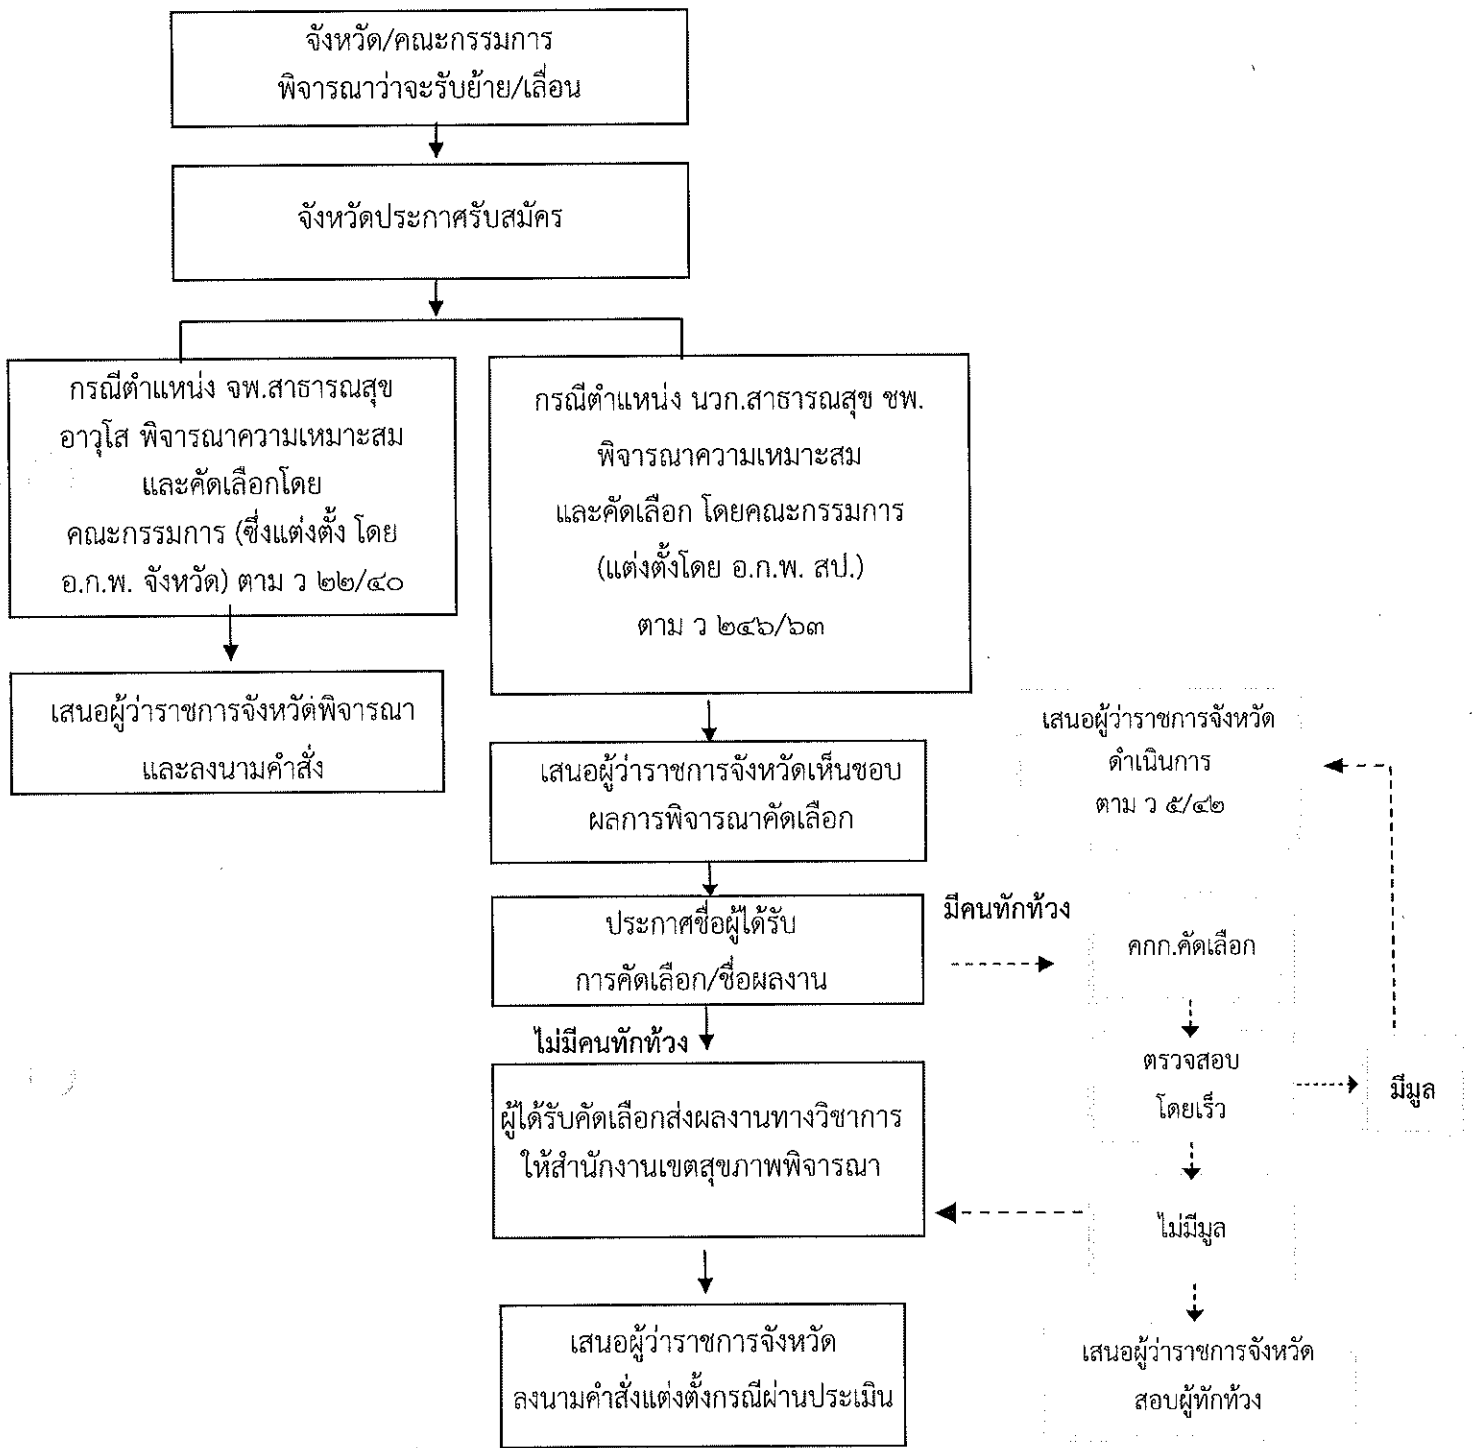 จังหวัด/คณะกรรมการ
พิจารณาว่าจะรับย้าย/เลื่อน
จังหวัดประกาศรับสมัคร
กรณีตำแหน่ง จพ.สาธารณสุข
อาวุโส พิจารณาความเหมาะสม
และคัดเลือกโดย
คณะกรรมการ (ซึ่งแต่งตั้ง โดย
อ.ก.พ. จังหวัด) ตาม ว ๒๒/๔๐
เสนอผู้ว่าราชการจังหวัดพิจารณา
และลงนามคำสั่ง
กรณีตำแหน่ง นวก.สาธารณสุข ชพ.
พิจารณาความเหมาะสม
และคัดเลือก โดยคณะกรรมการ
(แต่งตั้งโดย อ.ก.พ. สป.)
ตาม ว ๒๔๖/๖๓
เสนอผู้ว่าราชการจังหวัดเห็นชอบ
ผลการพิจารณาคัดเลือก
ประกาศชื่อผู้ได้รับ
การคัดเลือก/ชื่อผลงาน
ไม่มีคนทักท้วง
ผู้ได้รับคัดเลือกส่งผลงานทางวิชาการ
ให้สำนักงานเขตสุขภาพพิจารณา
เสนอผู้ว่าราชการจังหวัด
ลงนามคำสั่งแต่งตั้งกรณีผ่านประเมิน
มีคนทักท้วง
เสนอผู้ว่าราชการจังหวัด
ดำเนินการ
ตาม ว ๕/๔๒
คกก.คัดเลือก
ตรวจสอบ
โดยเร็ว
มีมูล
ไม่มีมูล
เสนอผู้ว่าราชการจังหวัด
สอบผู้ทักท้วง